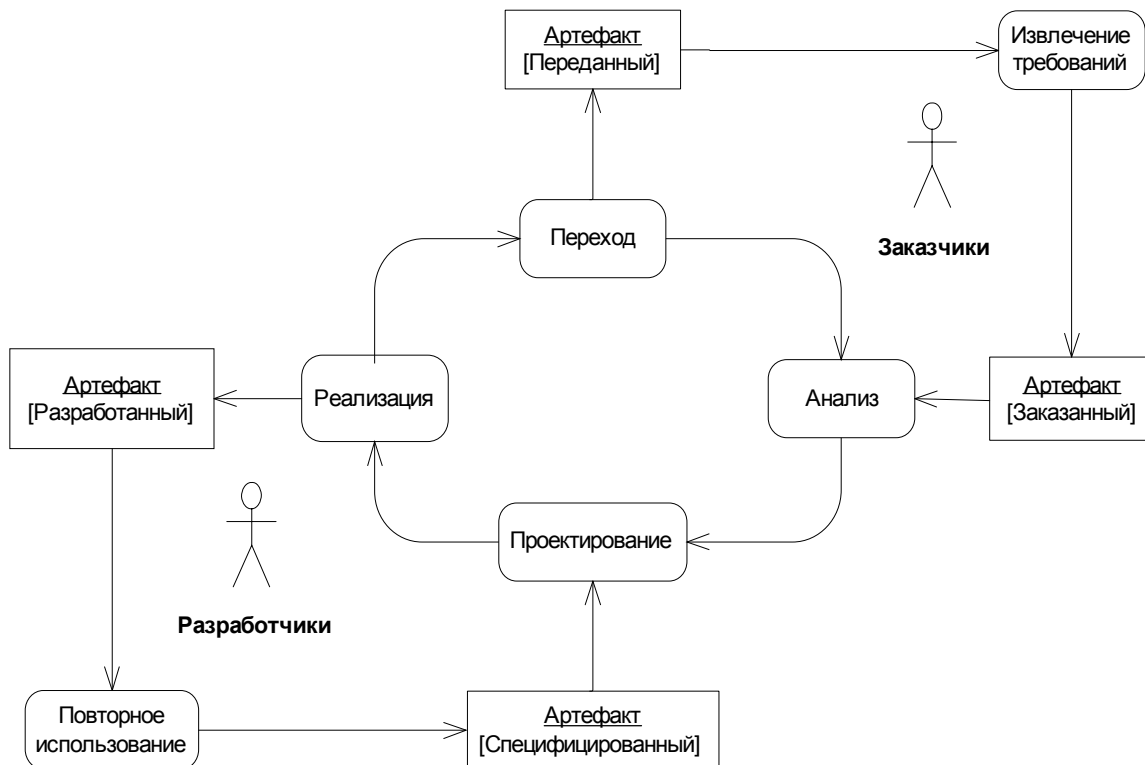 Артефакт
[Переданный]
Извлечение
требований
Переход
Заказчики
Артефакт
[Разработанный]
Реализация
Анализ
Артефакт
[Заказанный]
Проектирование
Разработчики
Повторное
использование
Артефакт
[Специфицированный]